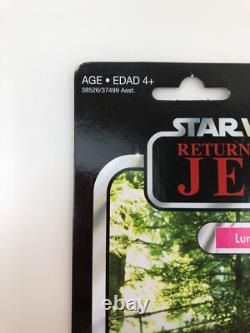 AGE • EDAD 4+
38526/37499 Asst.
STAR W
RETURN
JE
Lu